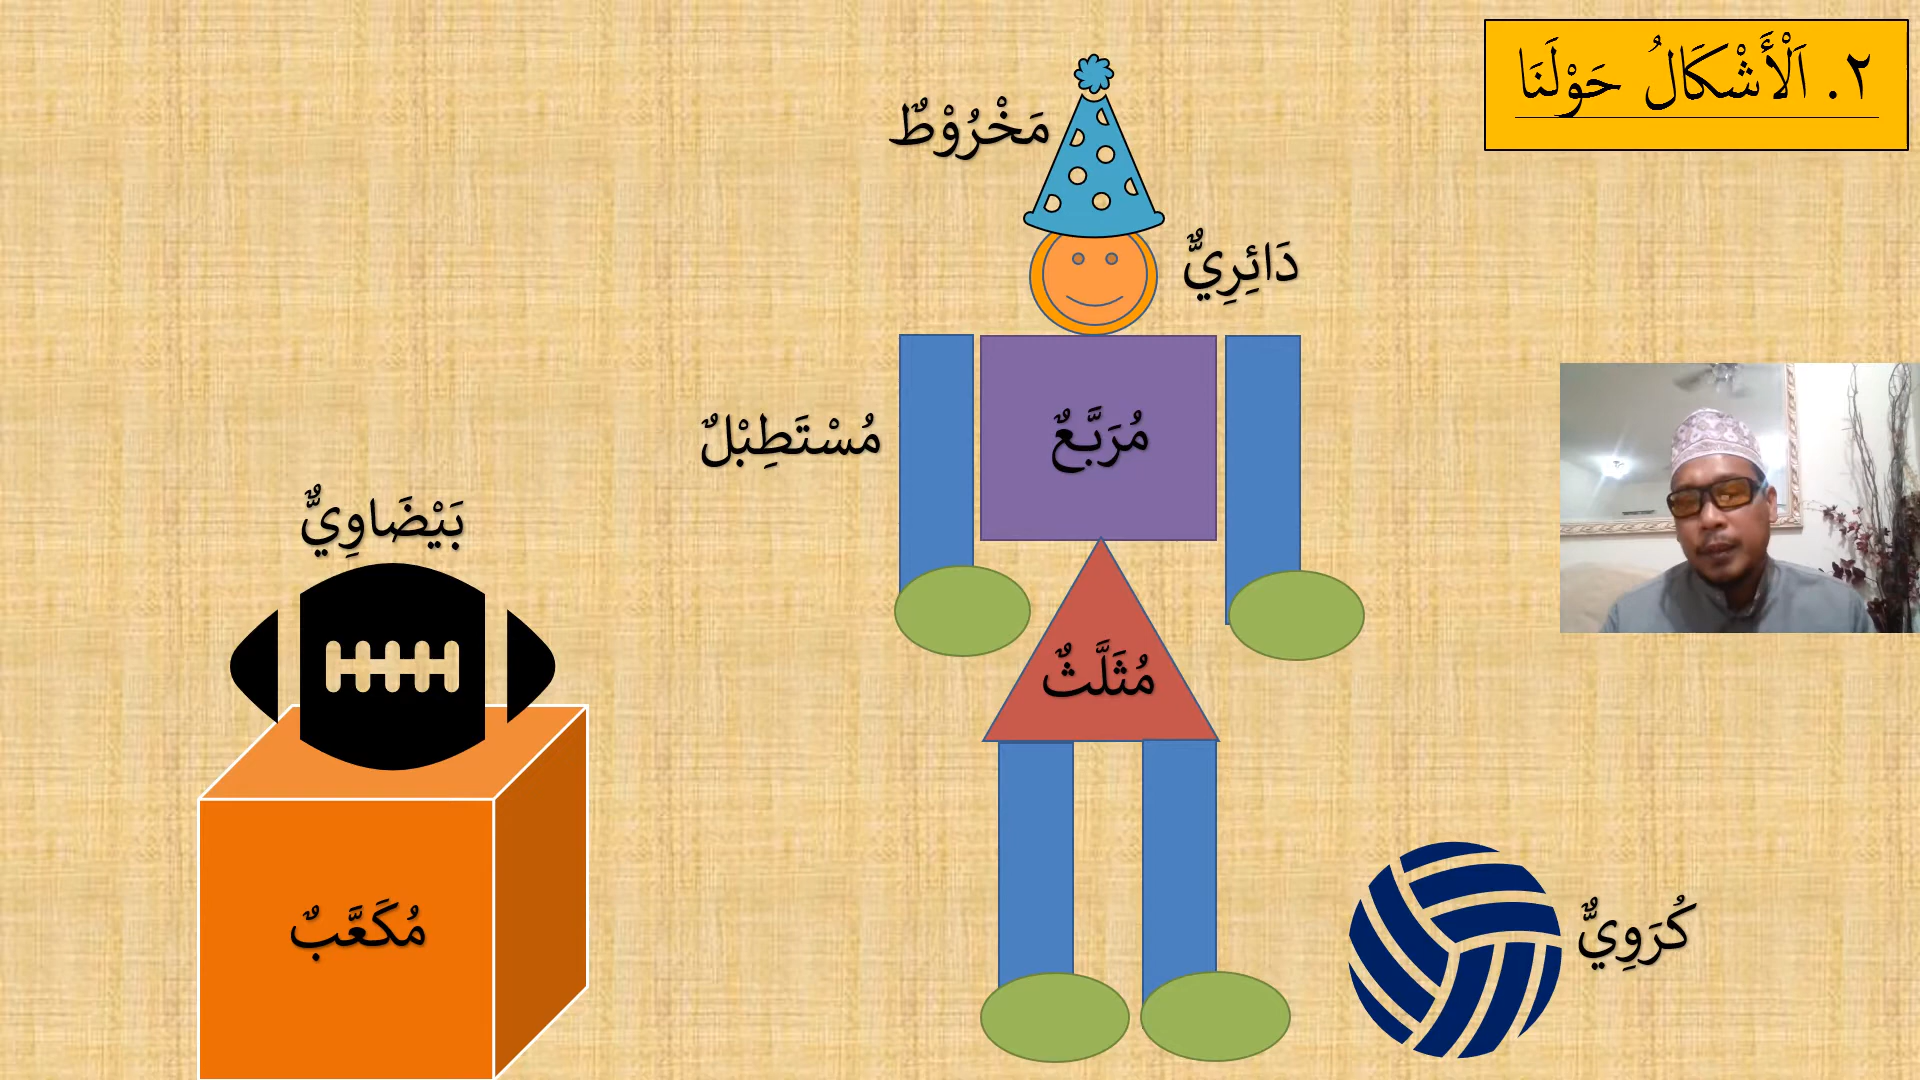 ٢. اَلْأَشْكَالُ حَوْلَنَا
مَخْرُوْطٌ
دَائِرِيٌّ
مُرَبَّعٌ
مُسْتَطِبْلٌ
بَيْضَاوِيٌّ
مُثَلَّثٌ
مُكَعَّبٌ
كُرَوِيٌّ